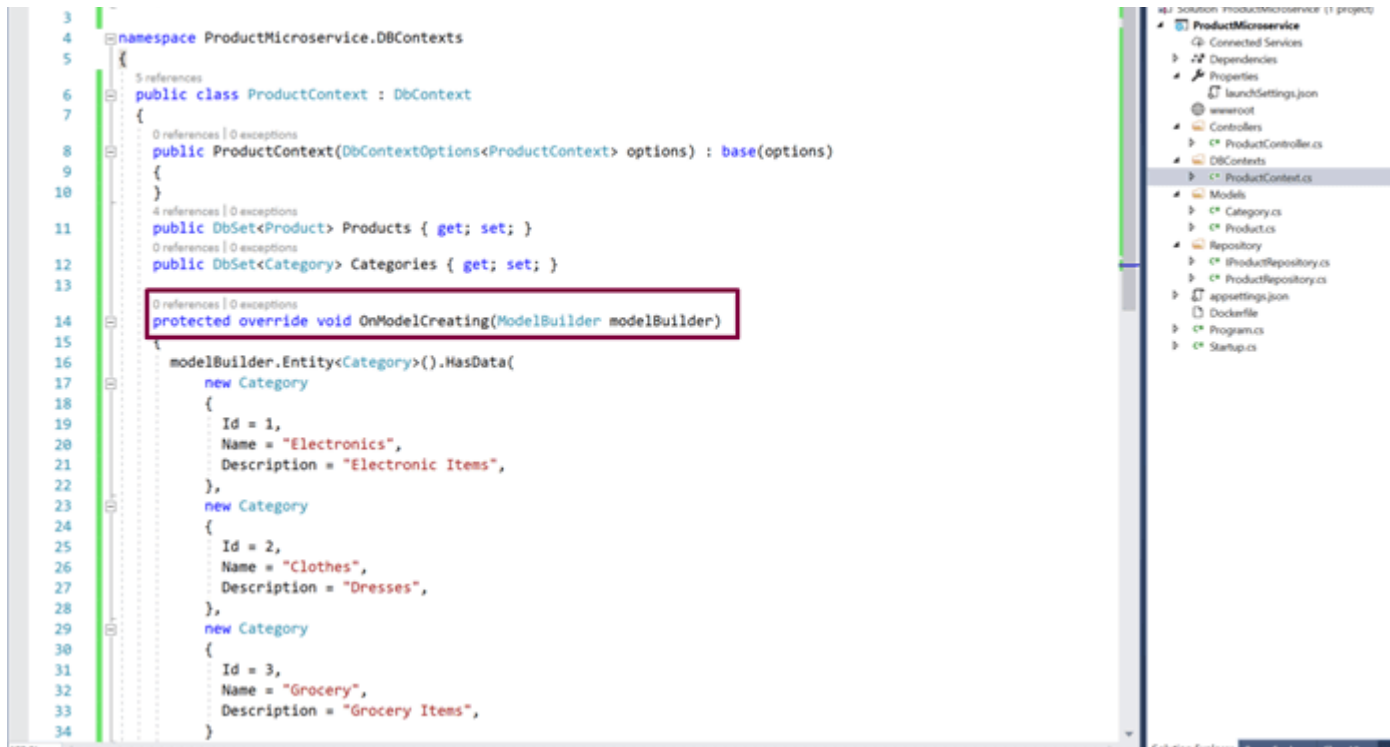 3
4 namespace ProductMicroservice.DBContexts
5 {
5 references
6 public class ProductContext : DbContext
7 {
0 references | 0 exceptions
8 public ProductContext(DbContextOptions<ProductContext> options) : base(options)
9 {
10 }
4 references | 0 exceptions
11 public DbSet<Product> Products { get; set; }
0 references | 0 exceptions
12 public DbSet<Category> Categories { get; set; }
13
0 references | 0 exceptions
14 protected override void OnModelCreating(ModelBuilder modelBuilder)
15 {
16 modelBuilder.Entity<Category>().HasData(
17 new Category
18 {
19 Id = 1,
20 Name = "Electronics",
21 Description = "Electronic Items",
22 },
23 new Category
24 {
25 Id = 2,
26 Name = "Clothes",
27 Description = "Dresses",
28 },
29 new Category
30 {
31 Id = 3,
32 Name = "Grocery",
33 Description = "Grocery Items",
34 }
Solution ProductMicroservice (1 project)
ProductMicroservice
Connected Services
Dependencies
Properties
launchSettings.json
wwwroot
Controllers
C# ProductController.cs
DBContexts
C# ProductContext.cs
Models
C# Category.cs
C# Product.cs
Repository
C# IProductRepository.cs
C# ProductRepository.cs
appsettings.json
Dockerfile
C# Program.cs
C# Startup.cs